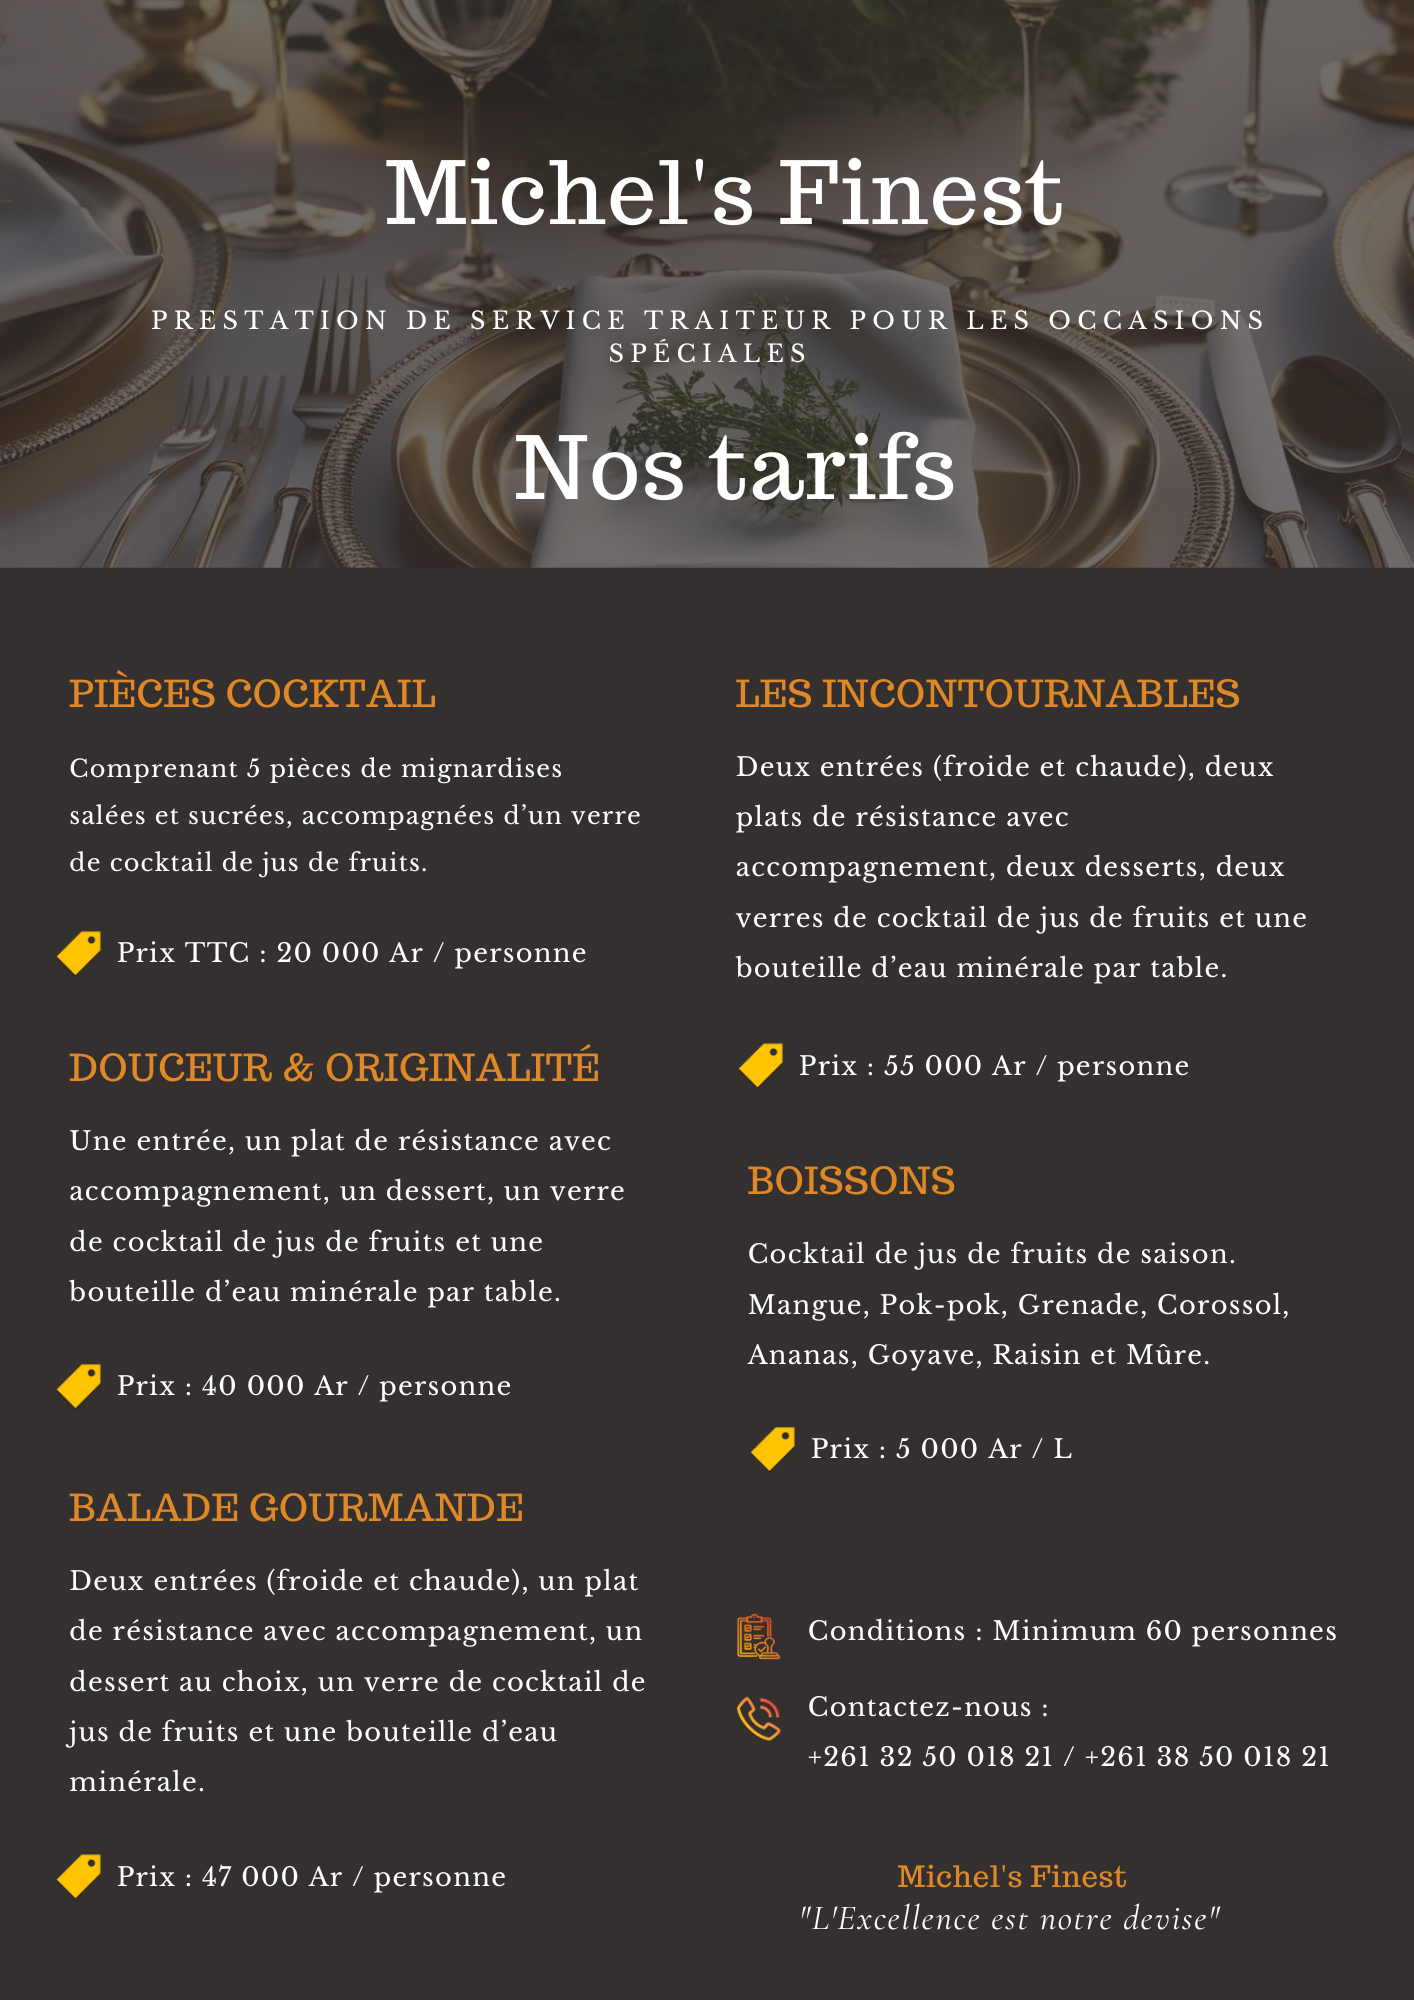 Michel's Finest
PRESTATION DE SERVICE TRAITEUR POUR LES OCCASIONS
SPÉCIALES
Nos tarifs
PIÈCES COCKTAIL
Comprenant 5 pièces de mignardises
salées et sucrées, accompagnées d’un verre
de cocktail de jus de fruits.
Prix TTC : 20 000 Ar / personne
DOUCEUR & ORIGINALITÉ
Une entrée, un plat de résistance avec
accompagnement, un dessert, un verre
de cocktail de jus de fruits et une
bouteille d’eau minérale par table.
Prix : 40 000 Ar / personne
BALADE GOURMANDE
Deux entrées (froide et chaude), un plat
de résistance avec accompagnement, un
dessert au choix, un verre de cocktail de
jus de fruits et une bouteille d’eau
minérale.
Prix : 47 000 Ar / personne
LES INCONTOURNABLES
Deux entrées (froide et chaude), deux
plats de résistance avec
accompagnement, deux desserts, deux
verres de cocktail de jus de fruits et une
bouteille d’eau minérale par table.
Prix : 55 000 Ar / personne
BOISSONS
Cocktail de jus de fruits de saison.
Mangue, Pok-pok, Grenade, Corossol,
Ananas, Goyave, Raisin et Mûre.
Prix : 5 000 Ar / L
Conditions : Minimum 60 personnes
Contactez-nous :
+261 32 50 018 21 / +261 38 50 018 21
Michel's Finest
"L'Excellence est notre devise"